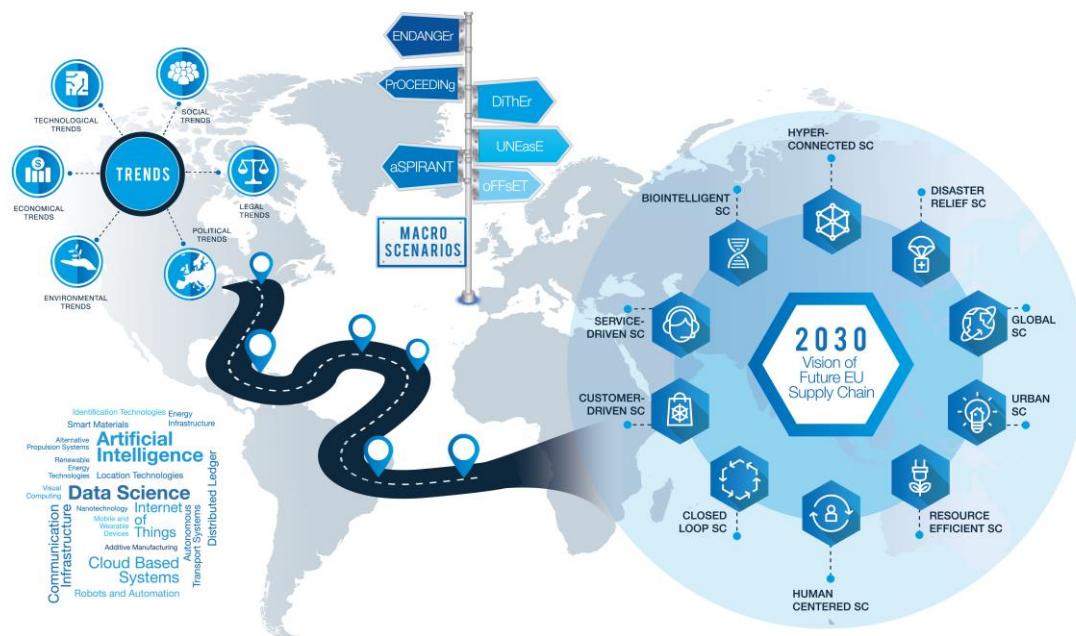 TECHNOLOGICAL
TRENDS
SOCIAL
TRENDS
TRENDS
ECONOMICAL
TRENDS
LEGAL
TRENDS
POLITICAL
TRENDS
ENVIRONMENTAL
TRENDS
ENDANGEr
PrOCEEDINg
DiThEr
UNEasE
aSPIRANT
oFFsET
MACRO
SCENARIOS
HYPER-
CONNECTED SC
BIOINTELLIGENT
SC
DISASTER
RELIEF SC
SERVICE-
DRIVEN SC
GLOBAL
SC
CUSTOMER-
DRIVEN SC
URBAN
SC
CLOSED
LOOP SC
RESOURCE
EFFICIENT SC
HUMAN
CENTERED SC
2030
Vision of
Future EU
Supply Chain
Identification Technologies
Energy
Infrastructure
Smart Materials
Alternative
Propulsion Systems
Artificial
Intelligence
Renewable
Energy
Technologies
Location Technologies
Visual
Computing
Data Science
Nanotechnology
Internet
of
Things
Mobile and
Wearable
Devices
Additive Manufacturing
Cloud Based
Systems
Robots and Automation
Communication
Infrastructure
Autonomous
Transport Systems
Distributed Ledger